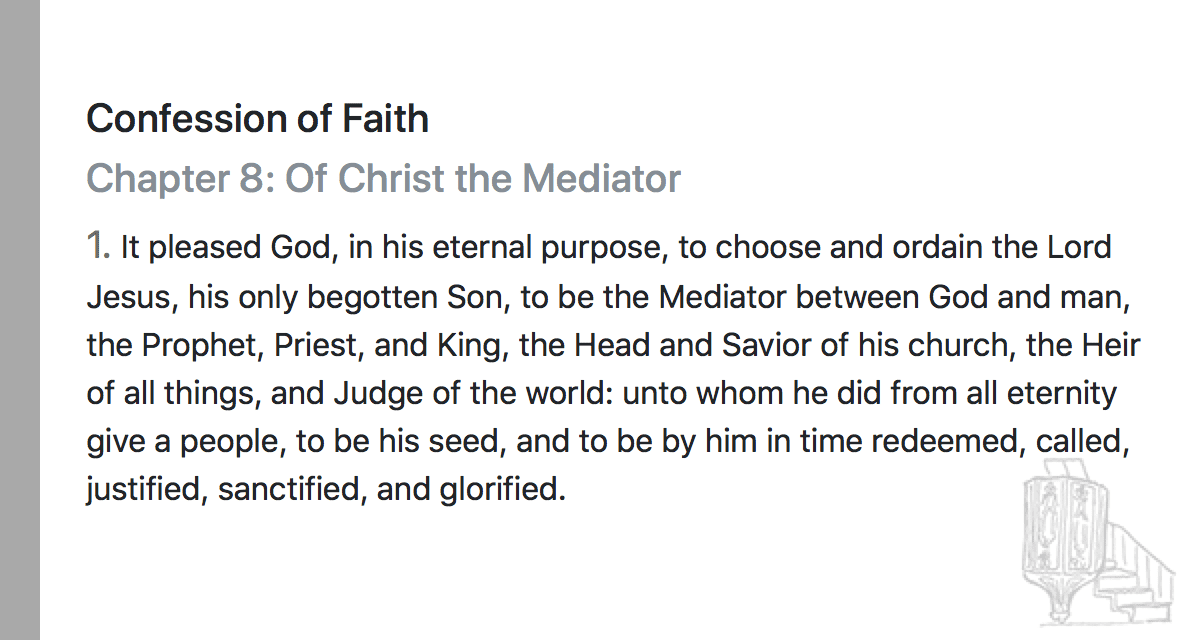 Confession of Faith
Chapter 8: Of Christ the Mediator
1. It pleased God, in his eternal purpose, to choose and ordain the Lord
Jesus, his only begotten Son, to be the Mediator between God and man,
the Prophet, Priest, and King, the Head and Savior of his church, the Heir
of all things, and Judge of the world: unto whom he did from all eternity
give a people, to be his seed, and to be by him in time redeemed, called,
justified, sanctified, and glorified.